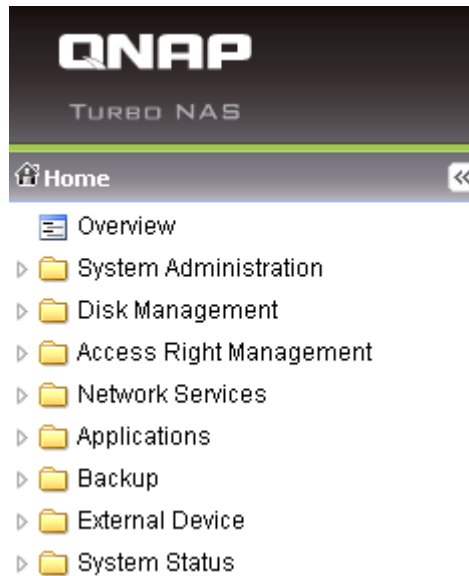 QNAP
TURBO NAS
Home
Overview
System Administration
Disk Management
Access Right Management
Network Services
Applications
Backup
External Device
System Status